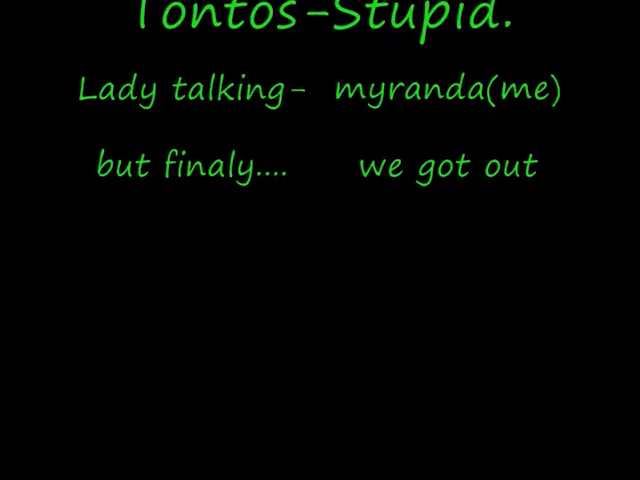 Tontos-Stupid.
Lady talking- myranda(me)
but finaly.... we got out